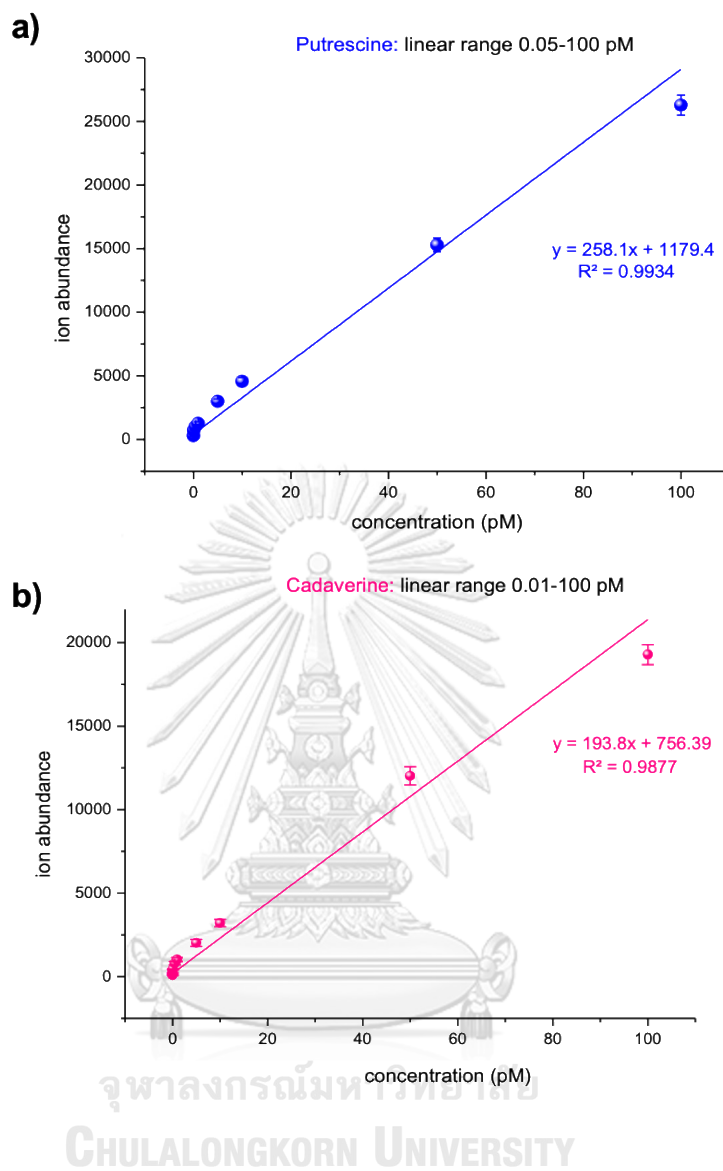 a)
Putrescine: linear range 0.05-100 pM
30000
25000
20000
15000
10000
5000
0
ion abundance
y = 258.1x + 1179.4
R² = 0.9934
0 20 40 60 80 100
concentration (pM)
b)
Cadaverine: linear range 0.01-100 pM
20000
15000
10000
5000
0
ion abundance
y = 193.8x + 756.39
R² = 0.9877
0 20 40 60 80 100
concentration (pM)
จุฬาลงกรณ์มหาวิทยาลัย
CHULALONGKORN UNIVERSITY